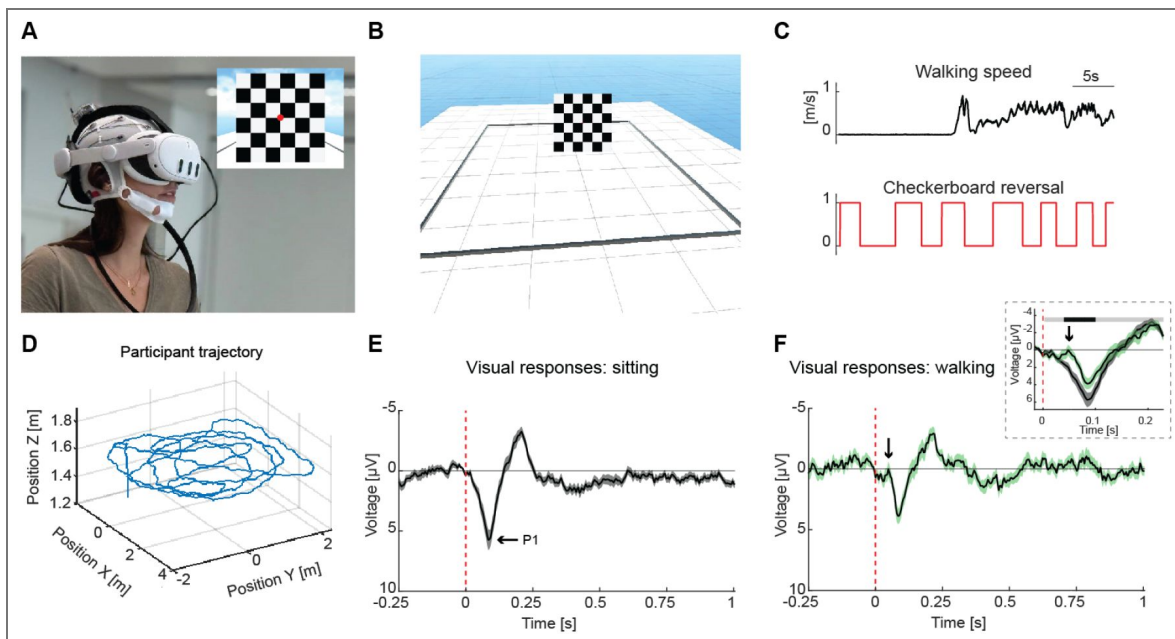 A
B
C
Walking speed
5s
[m/s]
1
0
Checkerboard reversal
1
0
D
Participant trajectory
Position Z [m]
1.8
1.6
1.4
1.2
0
2
4
Position X [m]
-2
0
2
Position Y [m]
E
Visual responses: sitting
Voltage [µV]
-5
0
5
10
P1
-0.25
0
0.25
0.5
0.75
1
Time [s]
F
Visual responses: walking
Voltage [µV]
-5
0
5
10
-0.25
0
0.25
0.5
0.75
1
Time [s]
Voltage [µV]
-4
-2
0
2
4
6
0
0.1
0.2
Time [s]